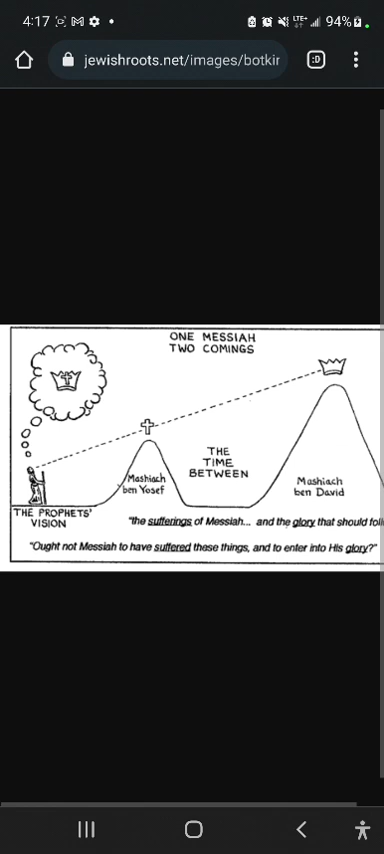 4:17
LTE+
94%
jewishroots.net/images/botkir
:D
ONE MESSIAH
TWO COMINGS
THE
TIME
BETWEEN
Mashiach
ben Yosef
Mashiach
ben David
THE PROPHETS'
VISION
"the sufferings of Messiah... and the glory that should foll
"Ought not Messiah to have suffered these things, and to enter into His glory?"